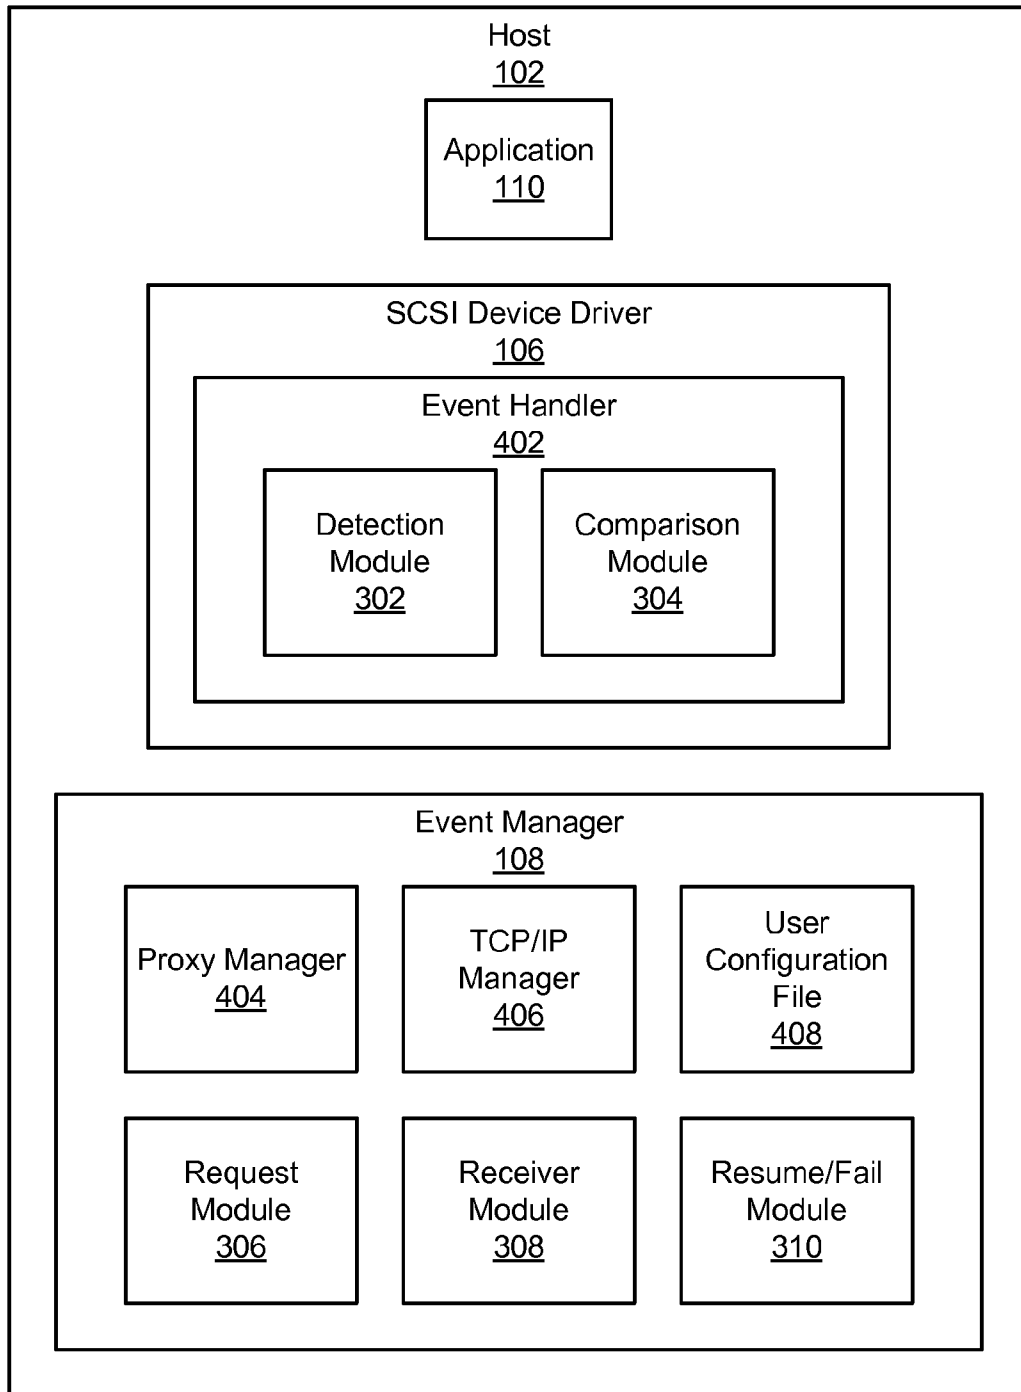 Host
102
Application
110
SCSI Device Driver
106
Event Handler
402
Detection
Module
302
Comparison
Module
304
Event Manager
108
Proxy Manager
404
TCP/IP
Manager
406
User
Configuration
File
408
Request
Module
306
Receiver
Module
308
Resume/Fail
Module
310